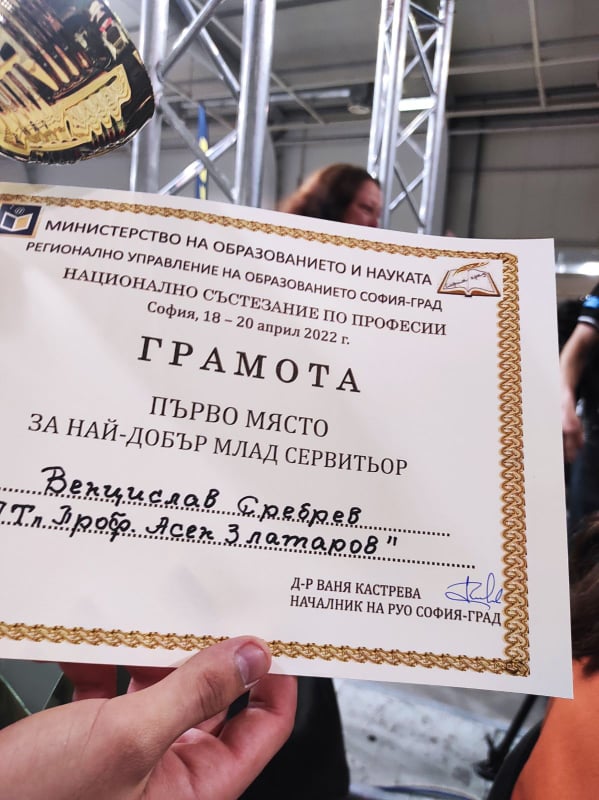 МИНИСТЕРСТВО НА ОБРАЗОВАНИЕТО И НАУКАТА
РЕГИОНАЛНО УПРАВЛЕНИЕ НА ОБРАЗОВАНИЕТО СОФИЯ-ГРАД
НАЦИОНАЛНО СЪСТЕЗАНИЕ ПО ПРОФЕСИИ
София, 18 – 20 април 2022 г.
ГРАМОТА
ПЪРВО МЯСТО
ЗА НАЙ-ДОБЪР МЛАД СЕРВИТЬОР
Венцислав Сребрев
Проф. Асен Златаров"
Д-Р ВАНЯ КАСТРЕВА
НАЧАЛНИК НА РУО СОФИЯ-ГРАД